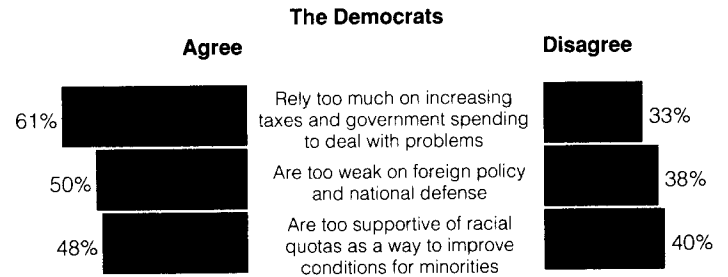 The Democrats
Agree
Disagree
61%
Rely too much on increasing
taxes and government spending
to deal with problems
33%
50%
Are too weak on foreign policy
and national defense
38%
48%
Are too supportive of racial
quotas as a way to improve
conditions for minorities
40%